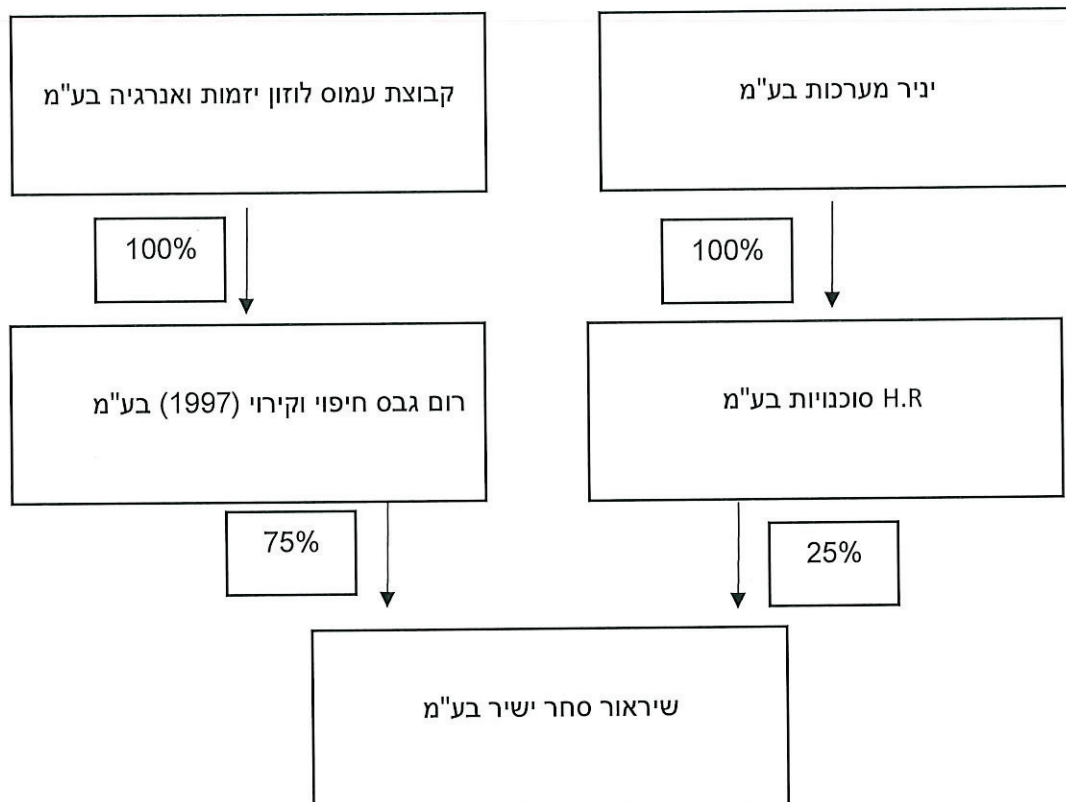 יניר מערכות בע"מ
קבוצת עמוס לוזון יזמות ואנרגיה בע"מ
100%
100%
H.R סוכנויות בע"מ
רום גבס חיפוי וקירוי (1997) בע"מ
25%
75%
שיראור סחר ישיר בע"מ